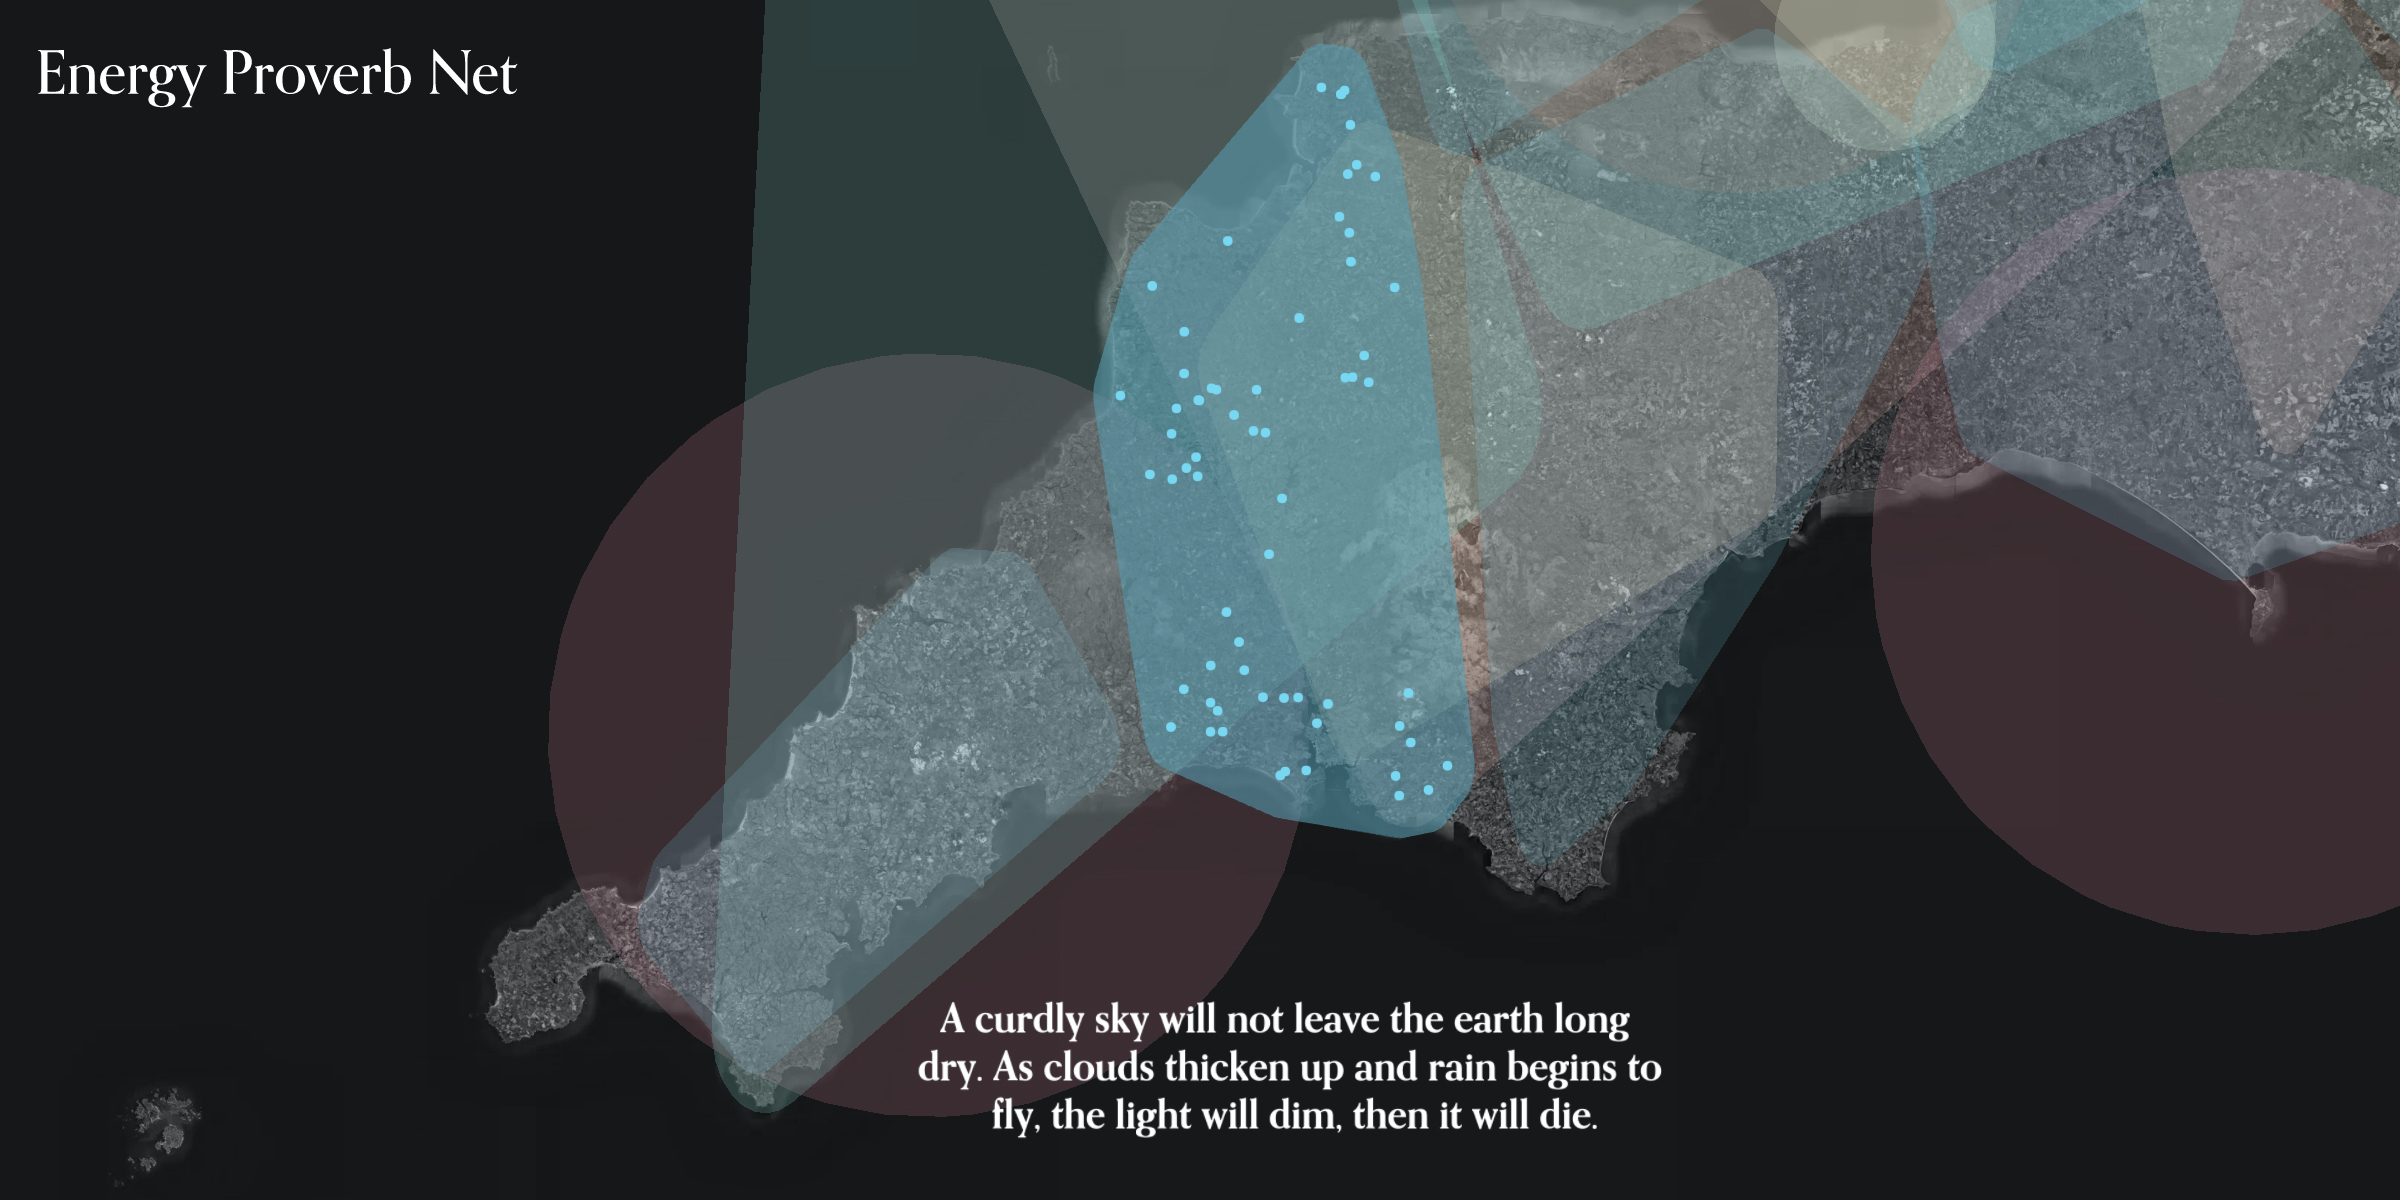 Energy Proverb Net
A curdly sky will not leave the earth long
dry. As clouds thicken up and rain begins to
fly, the light will dim, then it will die.